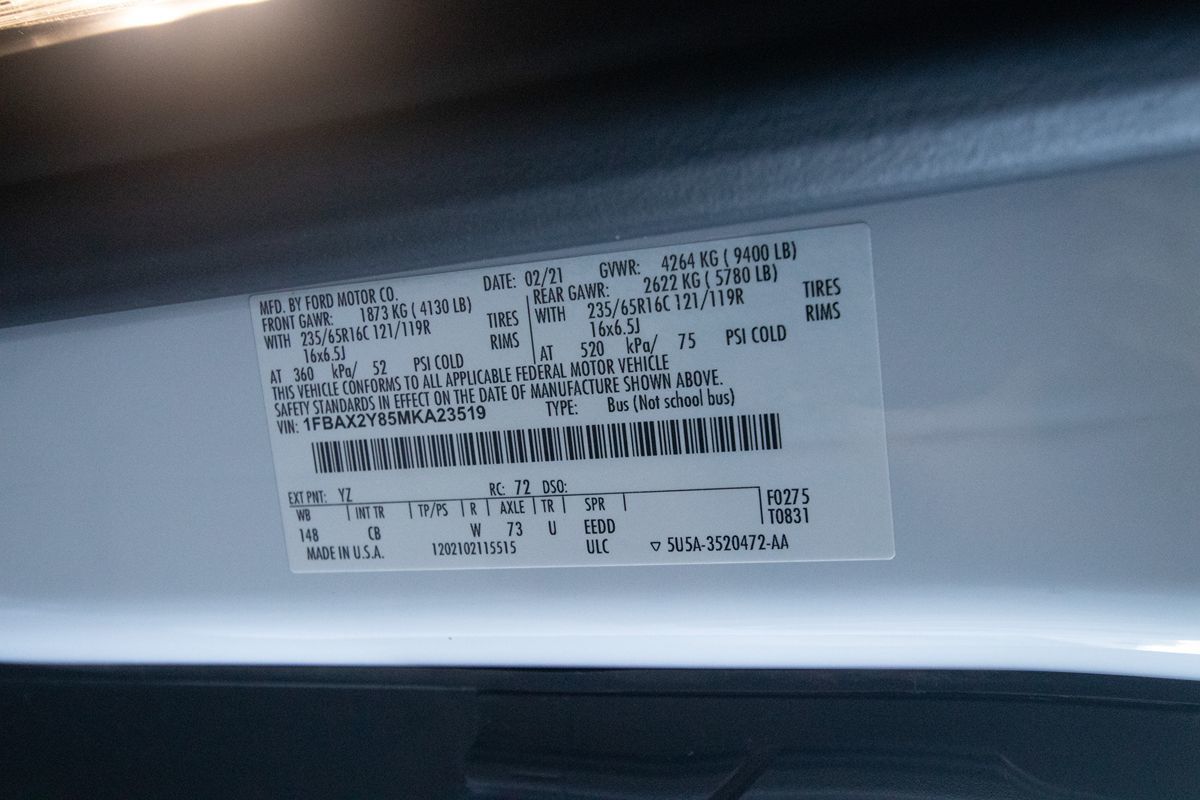 MFD. BY FORD MOTOR CO. DATE: 02/21 GVWR: 4264 KG ( 9400 LB)
FRONT GAWR: 1873 KG ( 4130 LB) REAR GAWR: 2622 KG ( 5780 LB)
WITH 235/65R16C 121/119R TIRES WITH 235/65R16C 121/119R TIRES
16x6.5J RIMS 16x6.5J RIMS
AT 360 kPa/ 52 PSI COLD AT 520 kPa/ 75 PSI COLD
THIS VEHICLE CONFORMS TO ALL APPLICABLE FEDERAL MOTOR VEHICLE
SAFETY STANDARDS IN EFFECT ON THE DATE OF MANUFACTURE SHOWN ABOVE.
VIN: 1FBAX2Y85MKA23519 TYPE: Bus (Not school bus)
EXT PNT: YZ RC: 72 DSO:
WB INT TR TP/PS R AXLE TR SPR F0275
148 CB W 73 U EEDD T0831
MADE IN U.S.A. 1202102115515 ULC ▽ 5U5A-3520472-AA